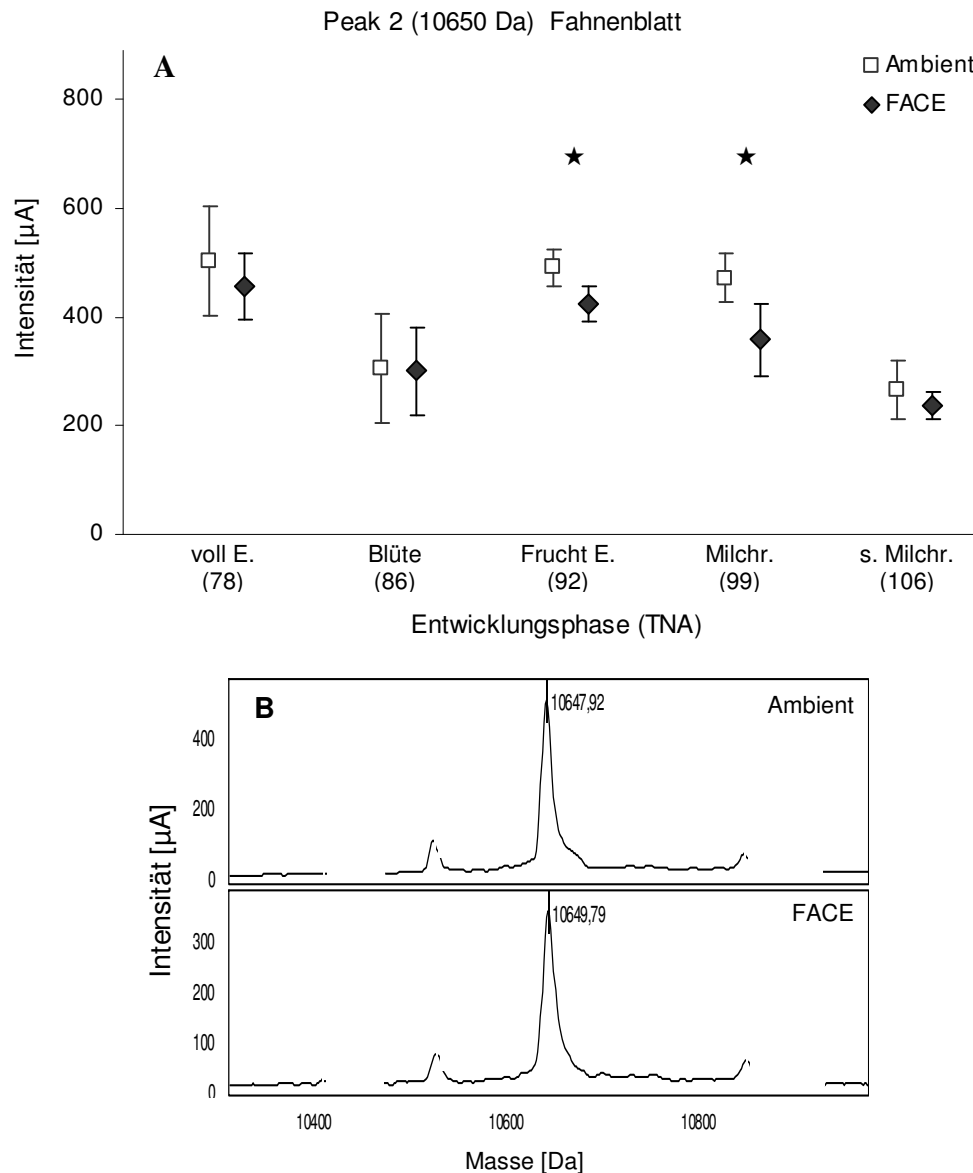 Peak 2 (10650 Da) Fahnenblatt
A
Ambient
FACE
Intensität [µA]
800
600
400
200
0
voll E. Blüte Frucht E. Milchr. s. Milchr.
(78) (86) (92) (99) (106)
Entwicklungsphase (TNA)
B
10647,92
Ambient
400
200
0
Intensität [µA]
10649,79
FACE
300
200
100
0
10400 10600 10800
Masse [Da]